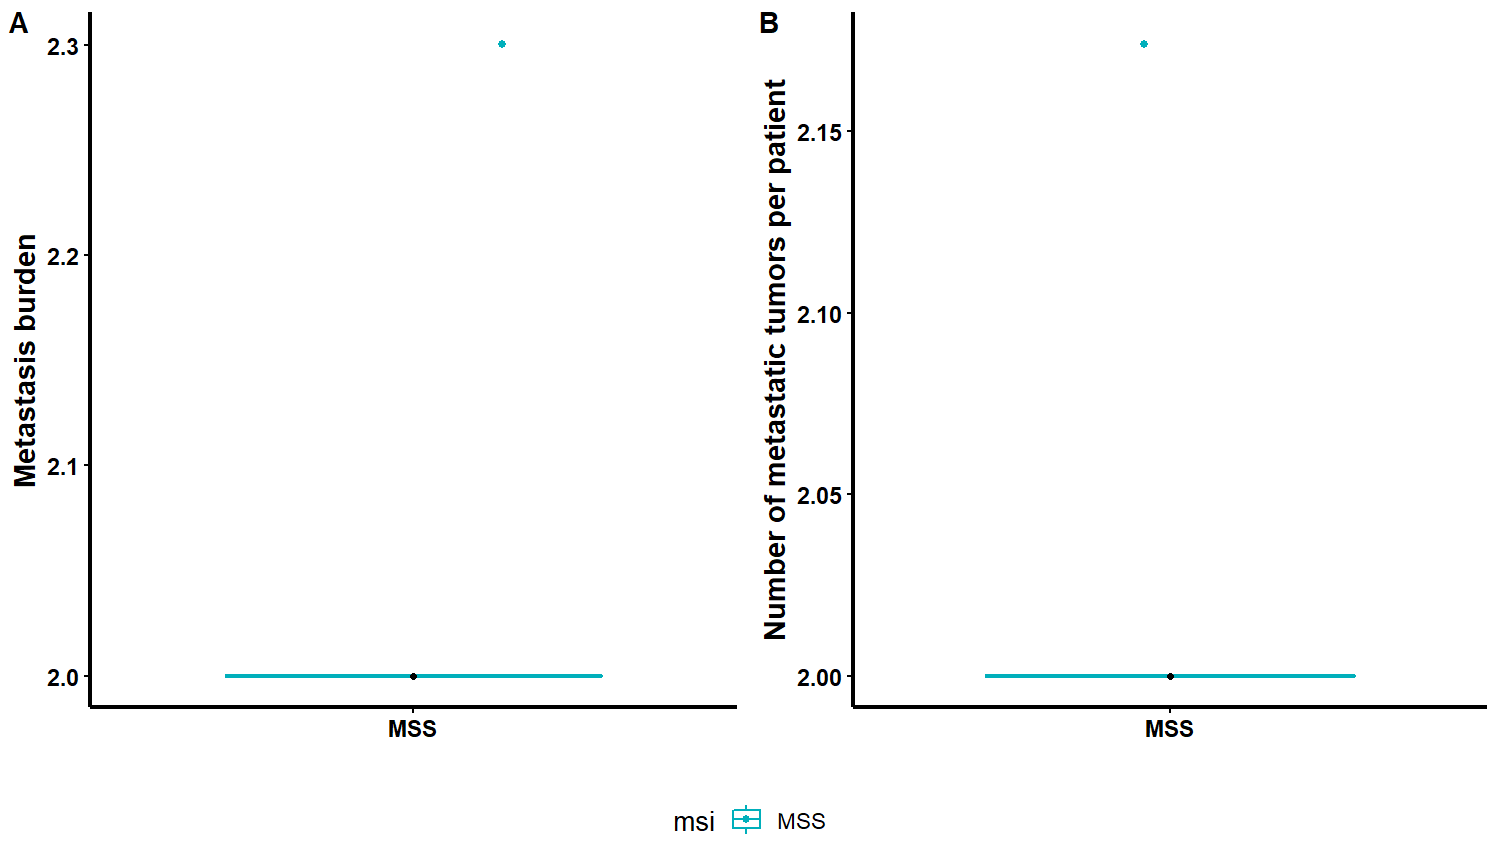 A
Metastasis burden
2.3
2.2
2.1
2.0
MSS
B
Number of metastatic tumors per patient
2.15
2.10
2.05
2.00
MSS
msi MSS